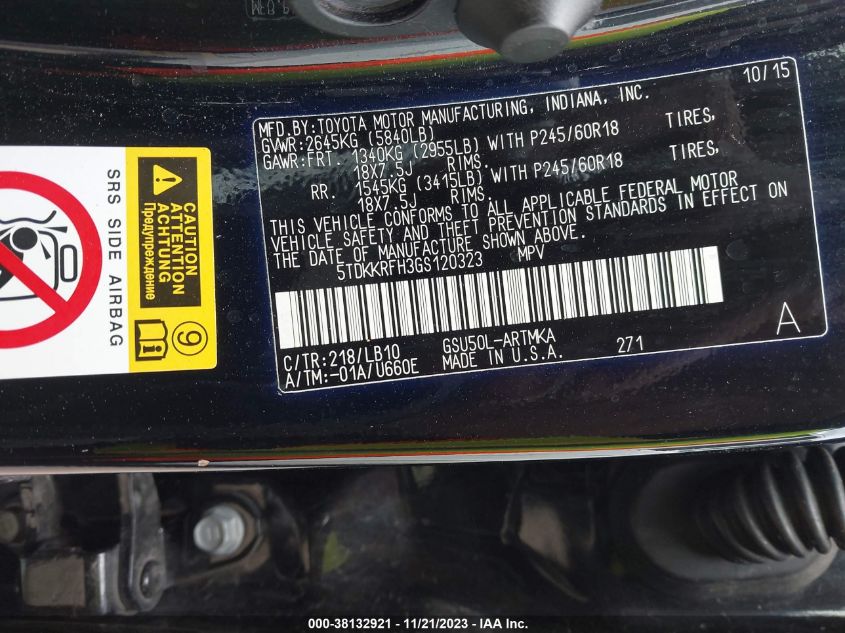 SRS SIDE AIRBAG
CAUTION
ATTENTION
ACHTUNG
Предупреждение
9
10/15
MFD.BY:TOYOTA MOTOR MANUFACTURING, INDIANA, INC.
GVWR:2645KG (5840LB)
GAWR:FRT. 1340KG (2955LB) WITH P245/60R18 TIRES,
18X7.5J RIMS.
RR. 1545KG (3415LB) WITH P245/60R18 TIRES,
18X7.5J RIMS.
THIS VEHICLE CONFORMS TO ALL APPLICABLE FEDERAL MOTOR
VEHICLE SAFETY AND THEFT PREVENTION STANDARDS IN EFFECT ON
THE DATE OF MANUFACTURE SHOWN ABOVE.
5TDKKRFH3GS120323 MPV
C/TR:218/LB10 GSU50L-ARTMKA
A/TM:-01A/U660E MADE IN U.S.A. 271
A
000-38132921 - 11/21/2023 - IAA Inc.